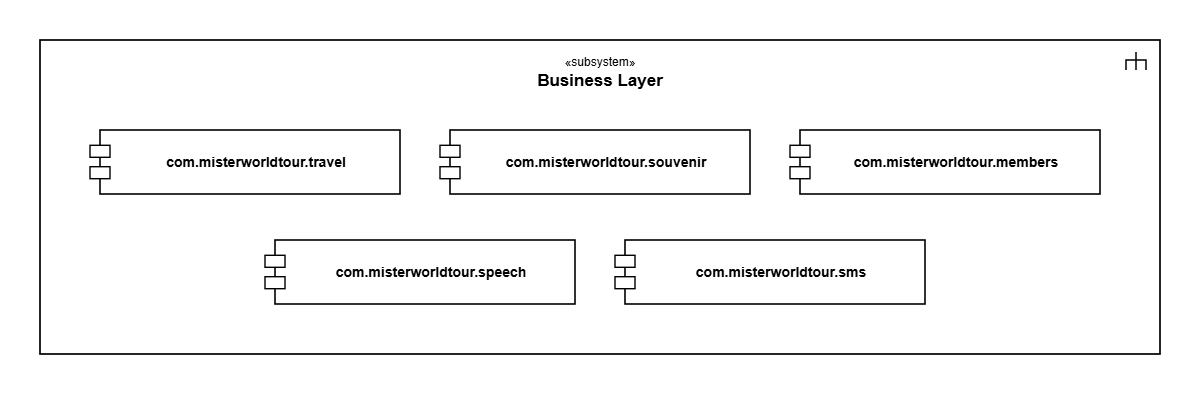 «subsystem»
Business Layer
com.misterworldtour.travel
com.misterworldtour.souvenir
com.misterworldtour.members
com.misterworldtour.speech
com.misterworldtour.sms